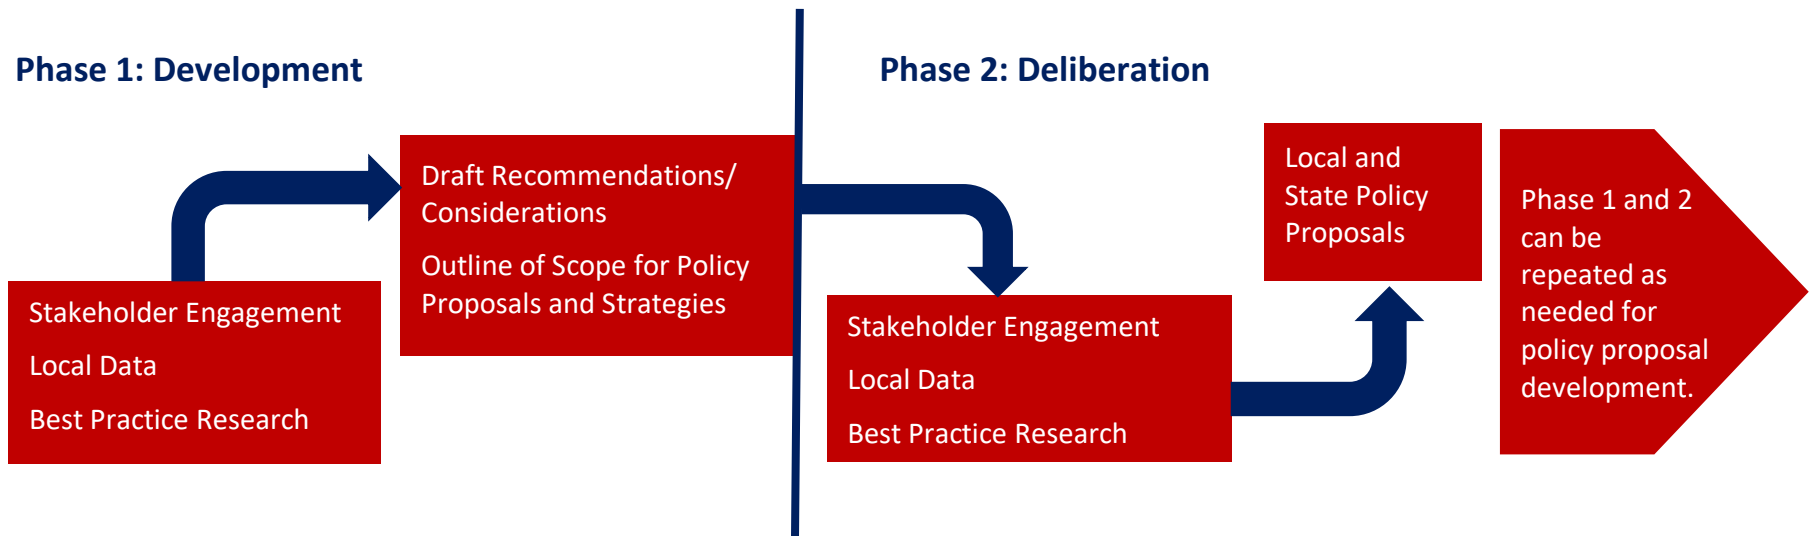 Phase 1: Development
Stakeholder Engagement
Local Data
Best Practice Research
Draft Recommendations/
Considerations
Outline of Scope for Policy
Proposals and Strategies
Phase 2: Deliberation
Stakeholder Engagement
Local Data
Best Practice Research
Local and
State Policy
Proposals
Phase 1 and 2
can be
repeated as
needed for
policy proposal
development.